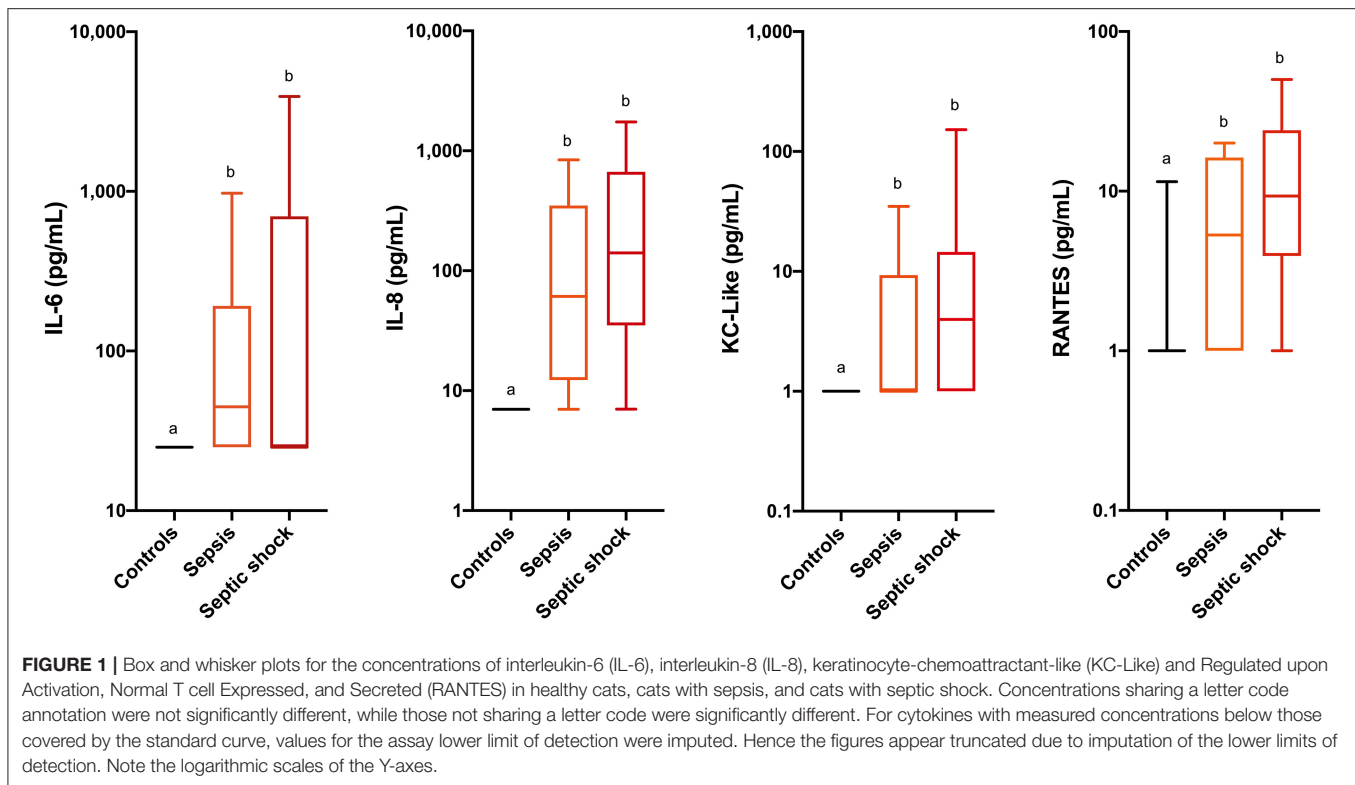 10,000
1,000
100
10
IL-6 (pg/mL)
a
b
b
Controls
Sepsis
Septic shock
10,000
1,000
100
10
1
IL-8 (pg/mL)
a
b
b
Controls
Sepsis
Septic shock
1,000
100
10
1
0.1
KC-Like (pg/mL)
a
b
b
Controls
Sepsis
Septic shock
100
10
1
0.1
RANTES (pg/mL)
a
b
b
Controls
Sepsis
Septic shock
FIGURE 1 | Box and whisker plots for the concentrations of interleukin-6 (IL-6), interleukin-8 (IL-8), keratinocyte-chemoattractant-like (KC-Like) and Regulated upon
Activation, Normal T cell Expressed, and Secreted (RANTES) in healthy cats, cats with sepsis, and cats with septic shock. Concentrations sharing a letter code
annotation were not significantly different, while those not sharing a letter code were significantly different. For cytokines with measured concentrations below those
covered by the standard curve, values for the assay lower limit of detection were imputed. Hence the figures appear truncated due to imputation of the lower limits of
detection. Note the logarithmic scales of the Y-axes.